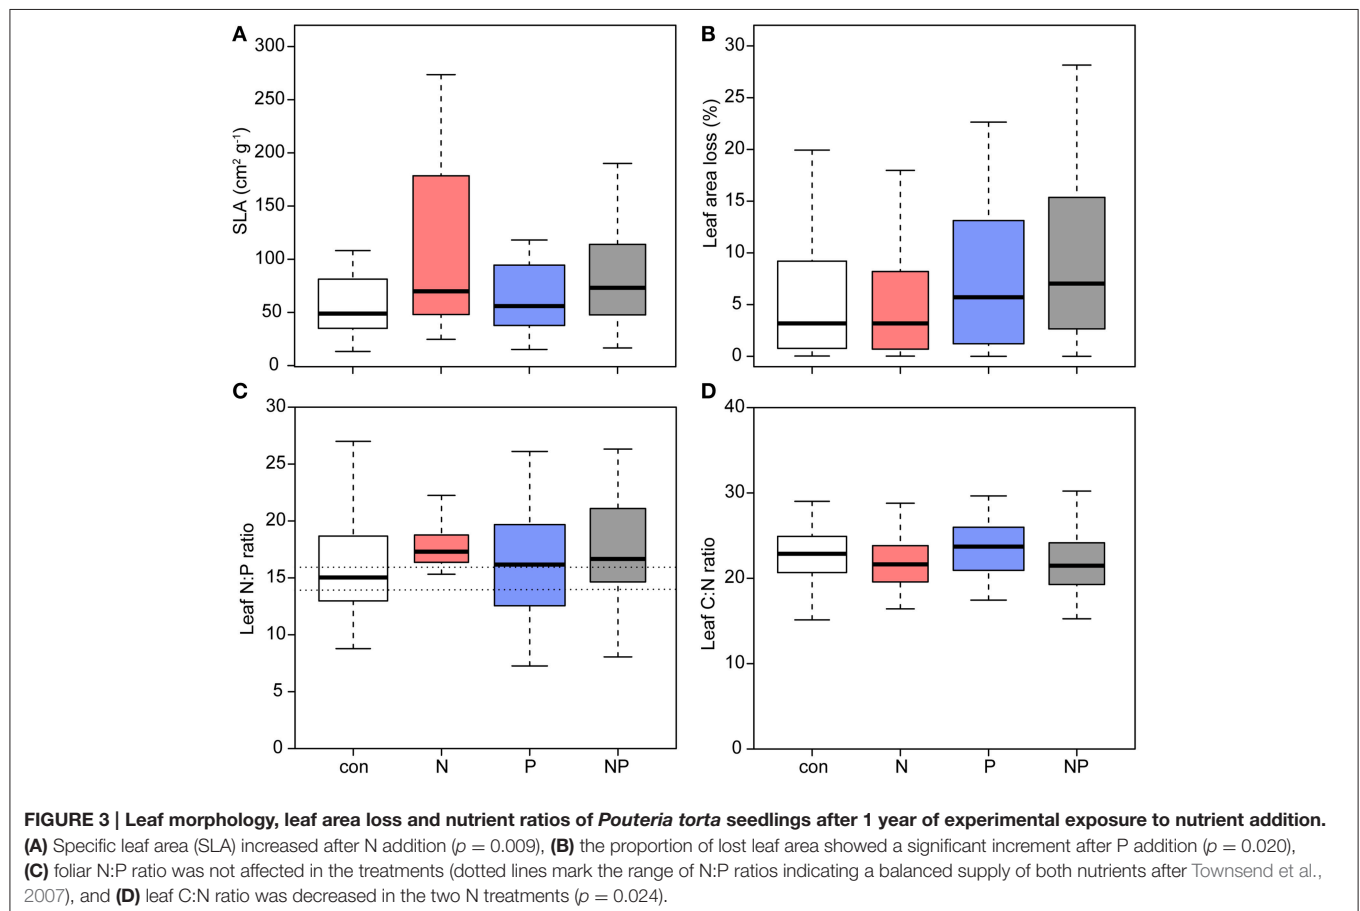 A
300
250
200
150
100
50
0
SLA (cm² g⁻¹)
B
30
25
20
15
10
5
0
Leaf area loss (%)
C
30
25
20
15
10
5
0
Leaf N:P ratio
con N P NP
D
40
30
20
10
0
Leaf C:N ratio
con N P NP
FIGURE 3 | Leaf morphology, leaf area loss and nutrient ratios of Pouteria torta seedlings after 1 year of experimental exposure to nutrient addition.
(A) Specific leaf area (SLA) increased after N addition (p = 0.009), (B) the proportion of lost leaf area showed a significant increment after P addition (p = 0.020),
(C) foliar N:P ratio was not affected in the treatments (dotted lines mark the range of N:P ratios indicating a balanced supply of both nutrients after Townsend et al.,
2007), and (D) leaf C:N ratio was decreased in the two N treatments (p = 0.024).